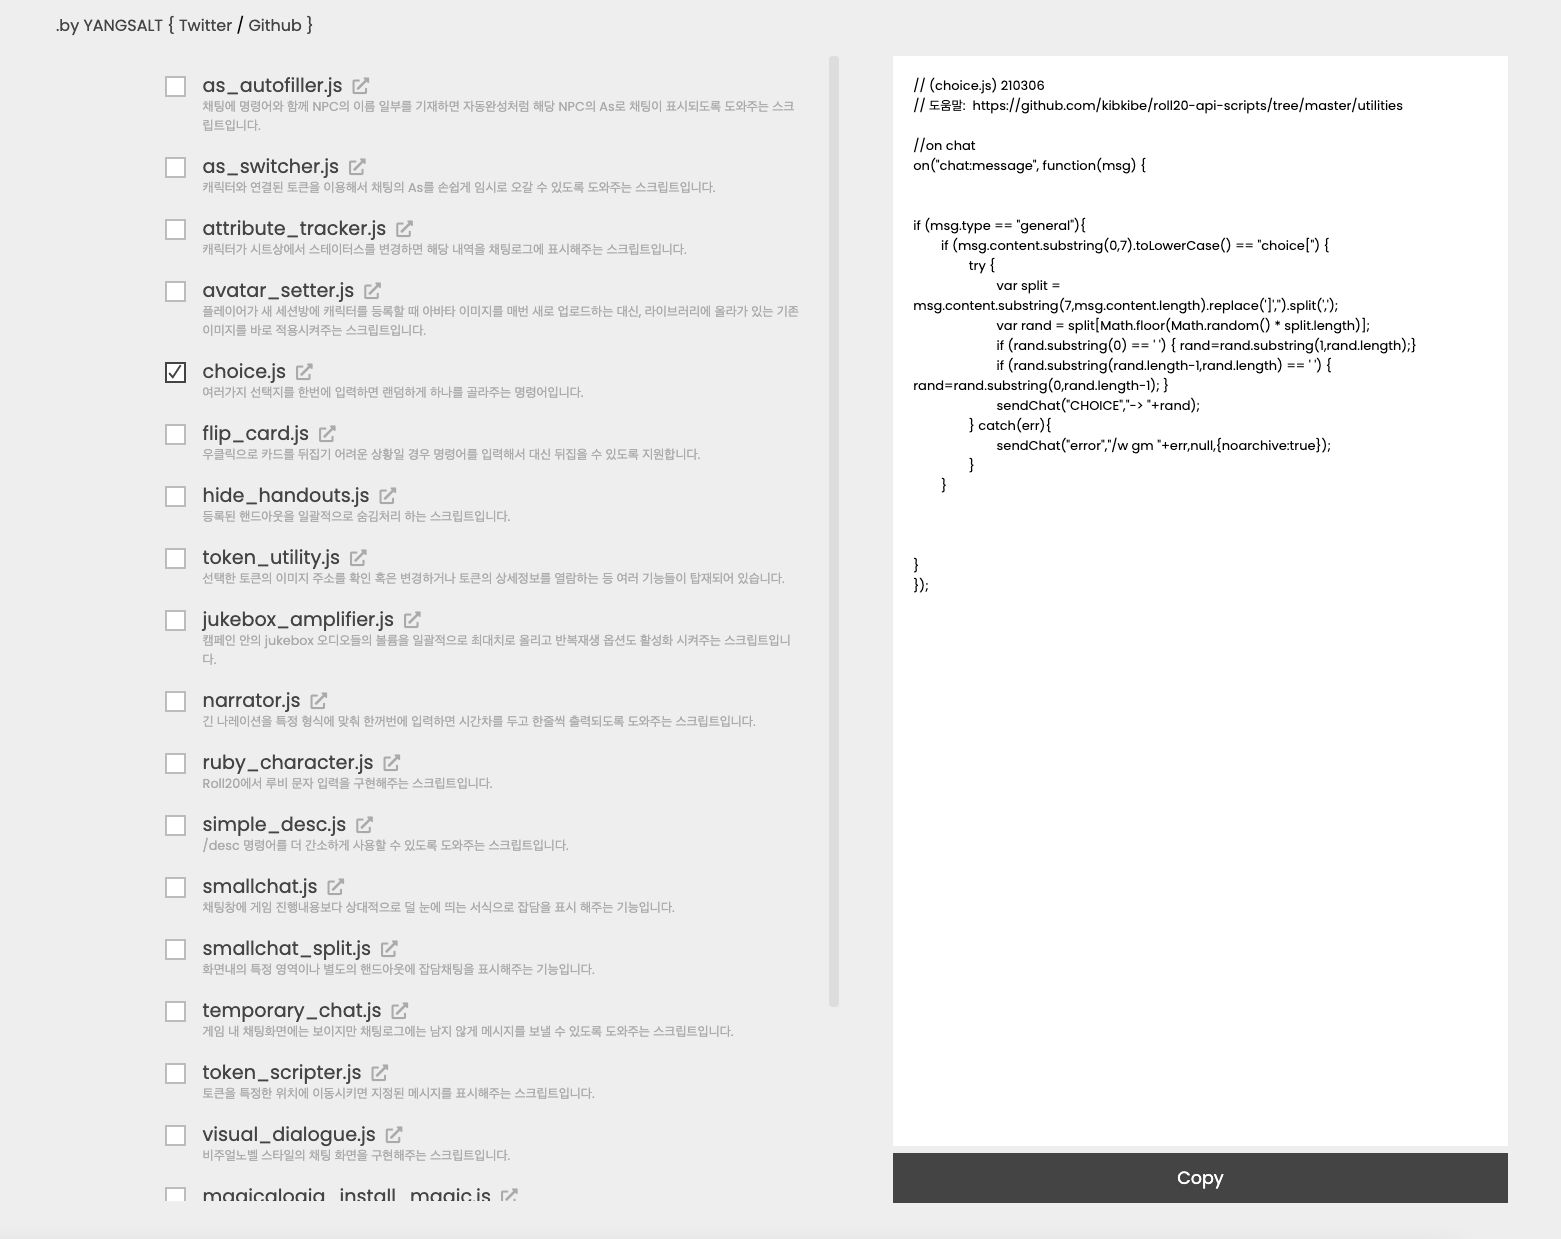 .by YANGSALT { Twitter / Github }
as_autofiller.js
채팅에 명령어와 함께 NPC의 이름 일부를 기재하면 자동완성처럼 해당 NPC의 As로 채팅이 표시되도록 도와주는 스크
립트입니다.
as_switcher.js
캐릭터와 연결된 토큰을 이용해서 채팅의 As를 손쉽게 임시로 오갈 수 있도록 도와주는 스크립트입니다.
attribute_tracker.js
캐릭터가 시트상에서 스테이터스를 변경하면 해당 내역을 채팅로그에 표시해주는 스크립트입니다.
avatar_setter.js
플레이어가 새 세션방에 캐릭터를 등록할 때 아바타 이미지를 매번 새로 업로드하는 대신, 라이브러리에 올라가 있는 기존
이미지를 바로 적용시켜주는 스크립트입니다.
choice.js
여러가지 선택지를 한번에 입력하면 랜덤하게 하나를 골라주는 명령어입니다.
flip_card.js
우클릭으로 카드를 뒤집기 어려운 상황일 경우 명령어를 입력해서 대신 뒤집을 수 있도록 지원합니다.
hide_handouts.js
등록된 핸드아웃을 일괄적으로 숨김처리 하는 스크립트입니다.
token_utility.js
선택한 토큰의 이미지 주소를 확인 혹은 변경하거나 토큰의 상세정보를 열람하는 등 여러 기능들이 탑재되어 있습니다.
jukebox_amplifier.js
캠페인 안의 jukebox 오디오들의 볼륨을 일괄적으로 최대치로 올리고 반복재생 옵션도 활성화 시켜주는 스크립트입니
다.
narrator.js
긴 나레이션을 특정 형식에 맞춰 한꺼번에 입력하면 시간차를 두고 한줄씩 출력되도록 도와주는 스크립트입니다.
ruby_character.js
Roll20에서 루비 문자 입력을 구현해주는 스크립트입니다.
simple_desc.js
/desc 명령어를 더 간소하게 사용할 수 있도록 도와주는 스크립트입니다.
smallchat.js
채팅창에 게임 진행내용보다 상대적으로 덜 눈에 띄는 서식으로 잡담을 표시 해주는 기능입니다.
smallchat_split.js
화면내의 특정 영역이나 별도의 핸드아웃에 잡담채팅을 표시해주는 기능입니다.
temporary_chat.js
게임 내 채팅화면에는 보이지만 채팅로그에는 남지 않게 메시지를 보낼 수 있도록 도와주는 스크립트입니다.
token_scripter.js
토큰을 특정한 위치에 이동시키면 지정된 메시지를 표시해주는 스크립트입니다.
visual_dialogue.js
비주얼노벨 스타일의 채팅 화면을 구현해주는 스크립트입니다.
magicalogia_install_magic.js
// (choice.js) 210306
// 도움말: https://github.com/kibkibe/roll20-api-scripts/tree/master/utilities
//on chat
on("chat:message", function(msg) {
if (msg.type == "general"){
if (msg.content.substring(0,7).toLowerCase() == "choice[") {
try {
var split =
msg.content.substring(7,msg.content.length).replace(']','').split(',');
var rand = split[Math.floor(Math.random() * split.length)];
if (rand.substring(0) == ' ') { rand=rand.substring(1,rand.length);}
if (rand.substring(rand.length-1,rand.length) == ' ') {
rand=rand.substring(0,rand.length-1); }
sendChat("CHOICE","-> "+rand);
} catch(err){
sendChat("error","/w gm "+err,null,{noarchive:true});
}
}
}
});
Copy